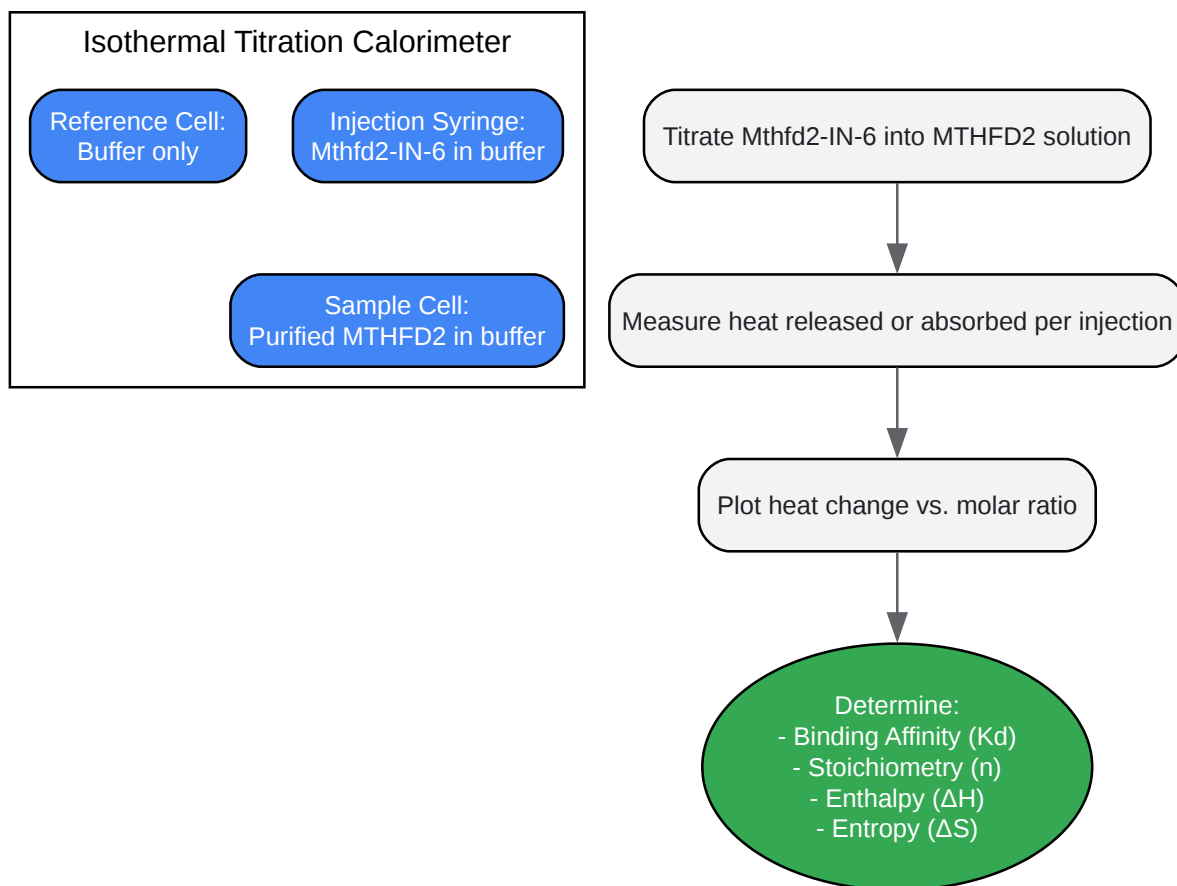 Isothermal Titration Calorimeter
Reference Cell:
Buffer only
Injection Syringe:
Mthfd2-IN-6 in buffer
Sample Cell:
Purified MTHFD2 in buffer
Titrate Mthfd2-IN-6 into MTHFD2 solution
Measure heat released or absorbed per injection
Plot heat change vs. molar ratio
Determine:
- Binding Affinity (Kd)
- Stoichiometry (n)
- Enthalpy (ΔH)
- Entropy (ΔS)